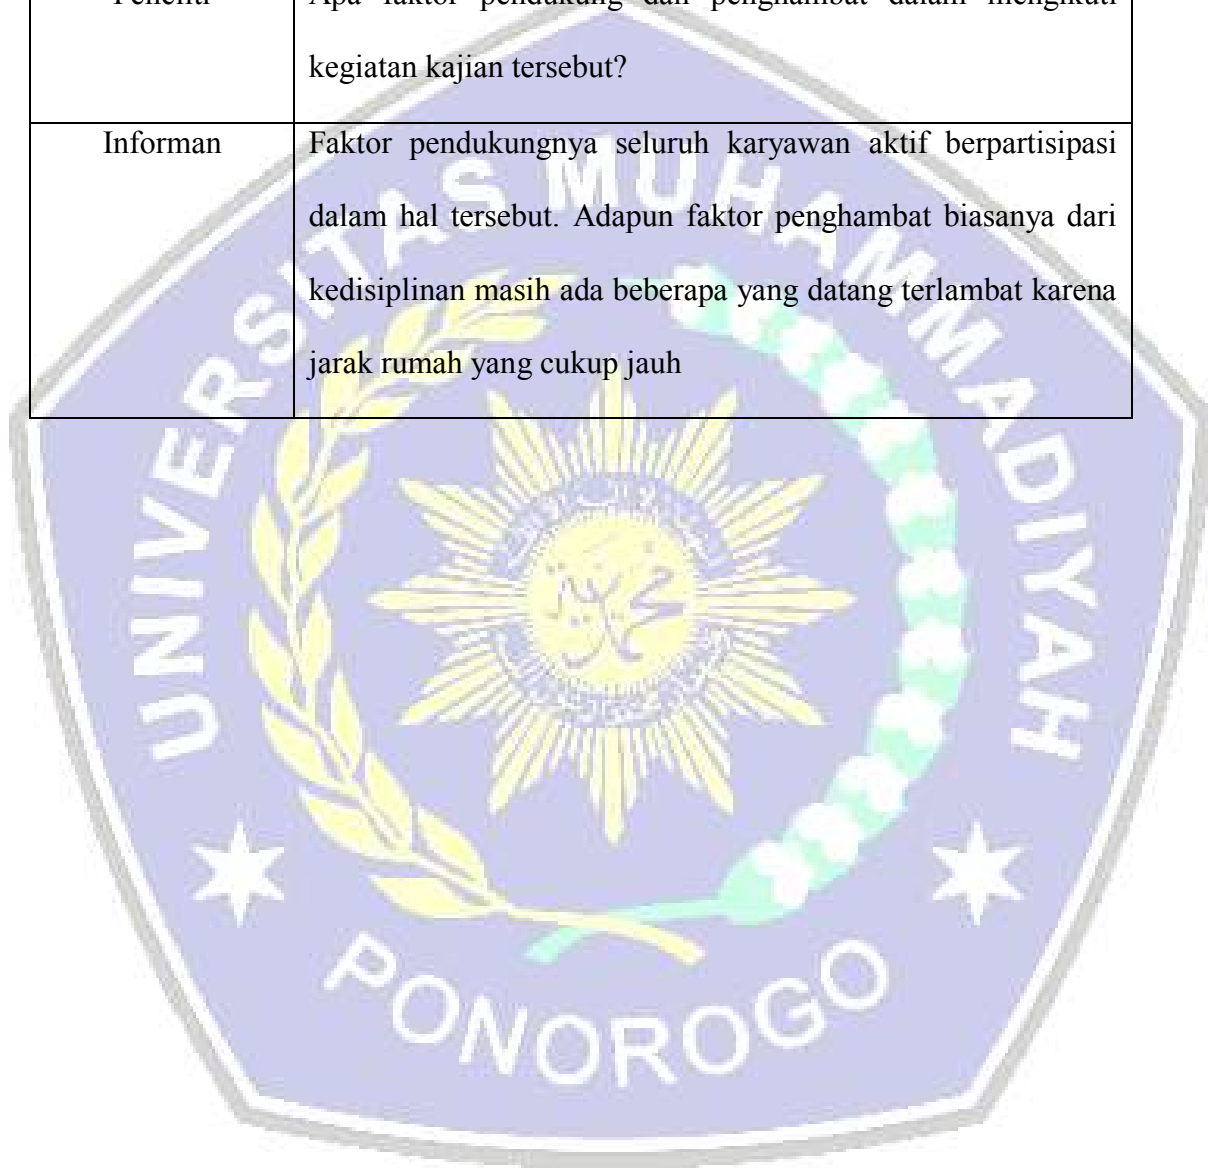 Peneliti
Apa faktor pendukung dan penghambat dalam mengikuti
kegiatan kajian tersebut?
Informan
Faktor pendukungnya seluruh karyawan aktif berpartisipasi
dalam hal tersebut. Adapun faktor penghambat biasanya dari
kedisiplinan masih ada beberapa yang datang terlambat karena
jarak rumah yang cukup jauh
UNIVERSITAS MUHAMMADIYAH
PONOROGO